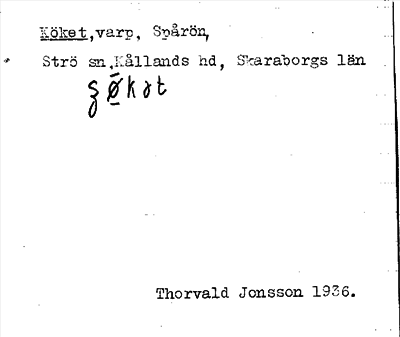 Köket, varp, Spårön,
Strö sn, Kållands hd, Skaraborgs län
Thorvald Jonsson 1936.